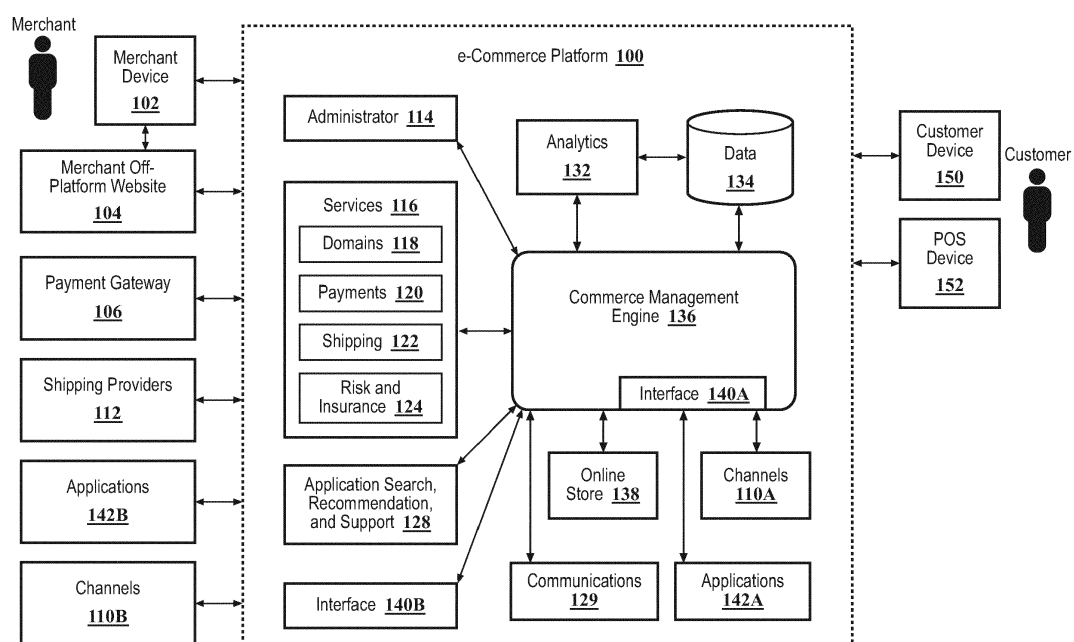 Merchant
Merchant
Device
102
Merchant Off-
Platform Website
104
Payment Gateway
106
Shipping Providers
112
Applications
142B
Channels
110B
e-Commerce Platform 100
Administrator 114
Services 116
Domains 118
Payments 120
Shipping 122
Risk and
Insurance 124
Application Search,
Recommendation,
and Support 128
Interface 140B
Analytics
132
Data
134
Commerce Management
Engine 136
Interface 140A
Online
Store 138
Channels
110A
Communications
129
Applications
142A
Customer
Device
150
Customer
POS
Device
152